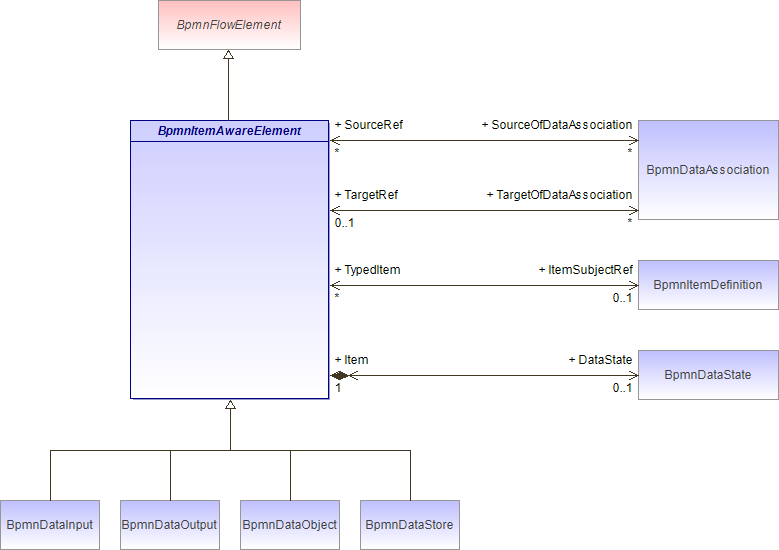 BpmnFlowElement
BpmnItemAwareElement
+ SourceRef
+ SourceOfDataAssociation
*
*
BpmnDataAssociation
+ TargetRef
+ TargetOfDataAssociation
0..1
*
+ TypedItem
+ ItemSubjectRef
*
0..1
BpmnItemDefinition
+ Item
+ DataState
1
0..1
BpmnDataState
BpmnDataInput
BpmnDataOutput
BpmnDataObject
BpmnDataStore